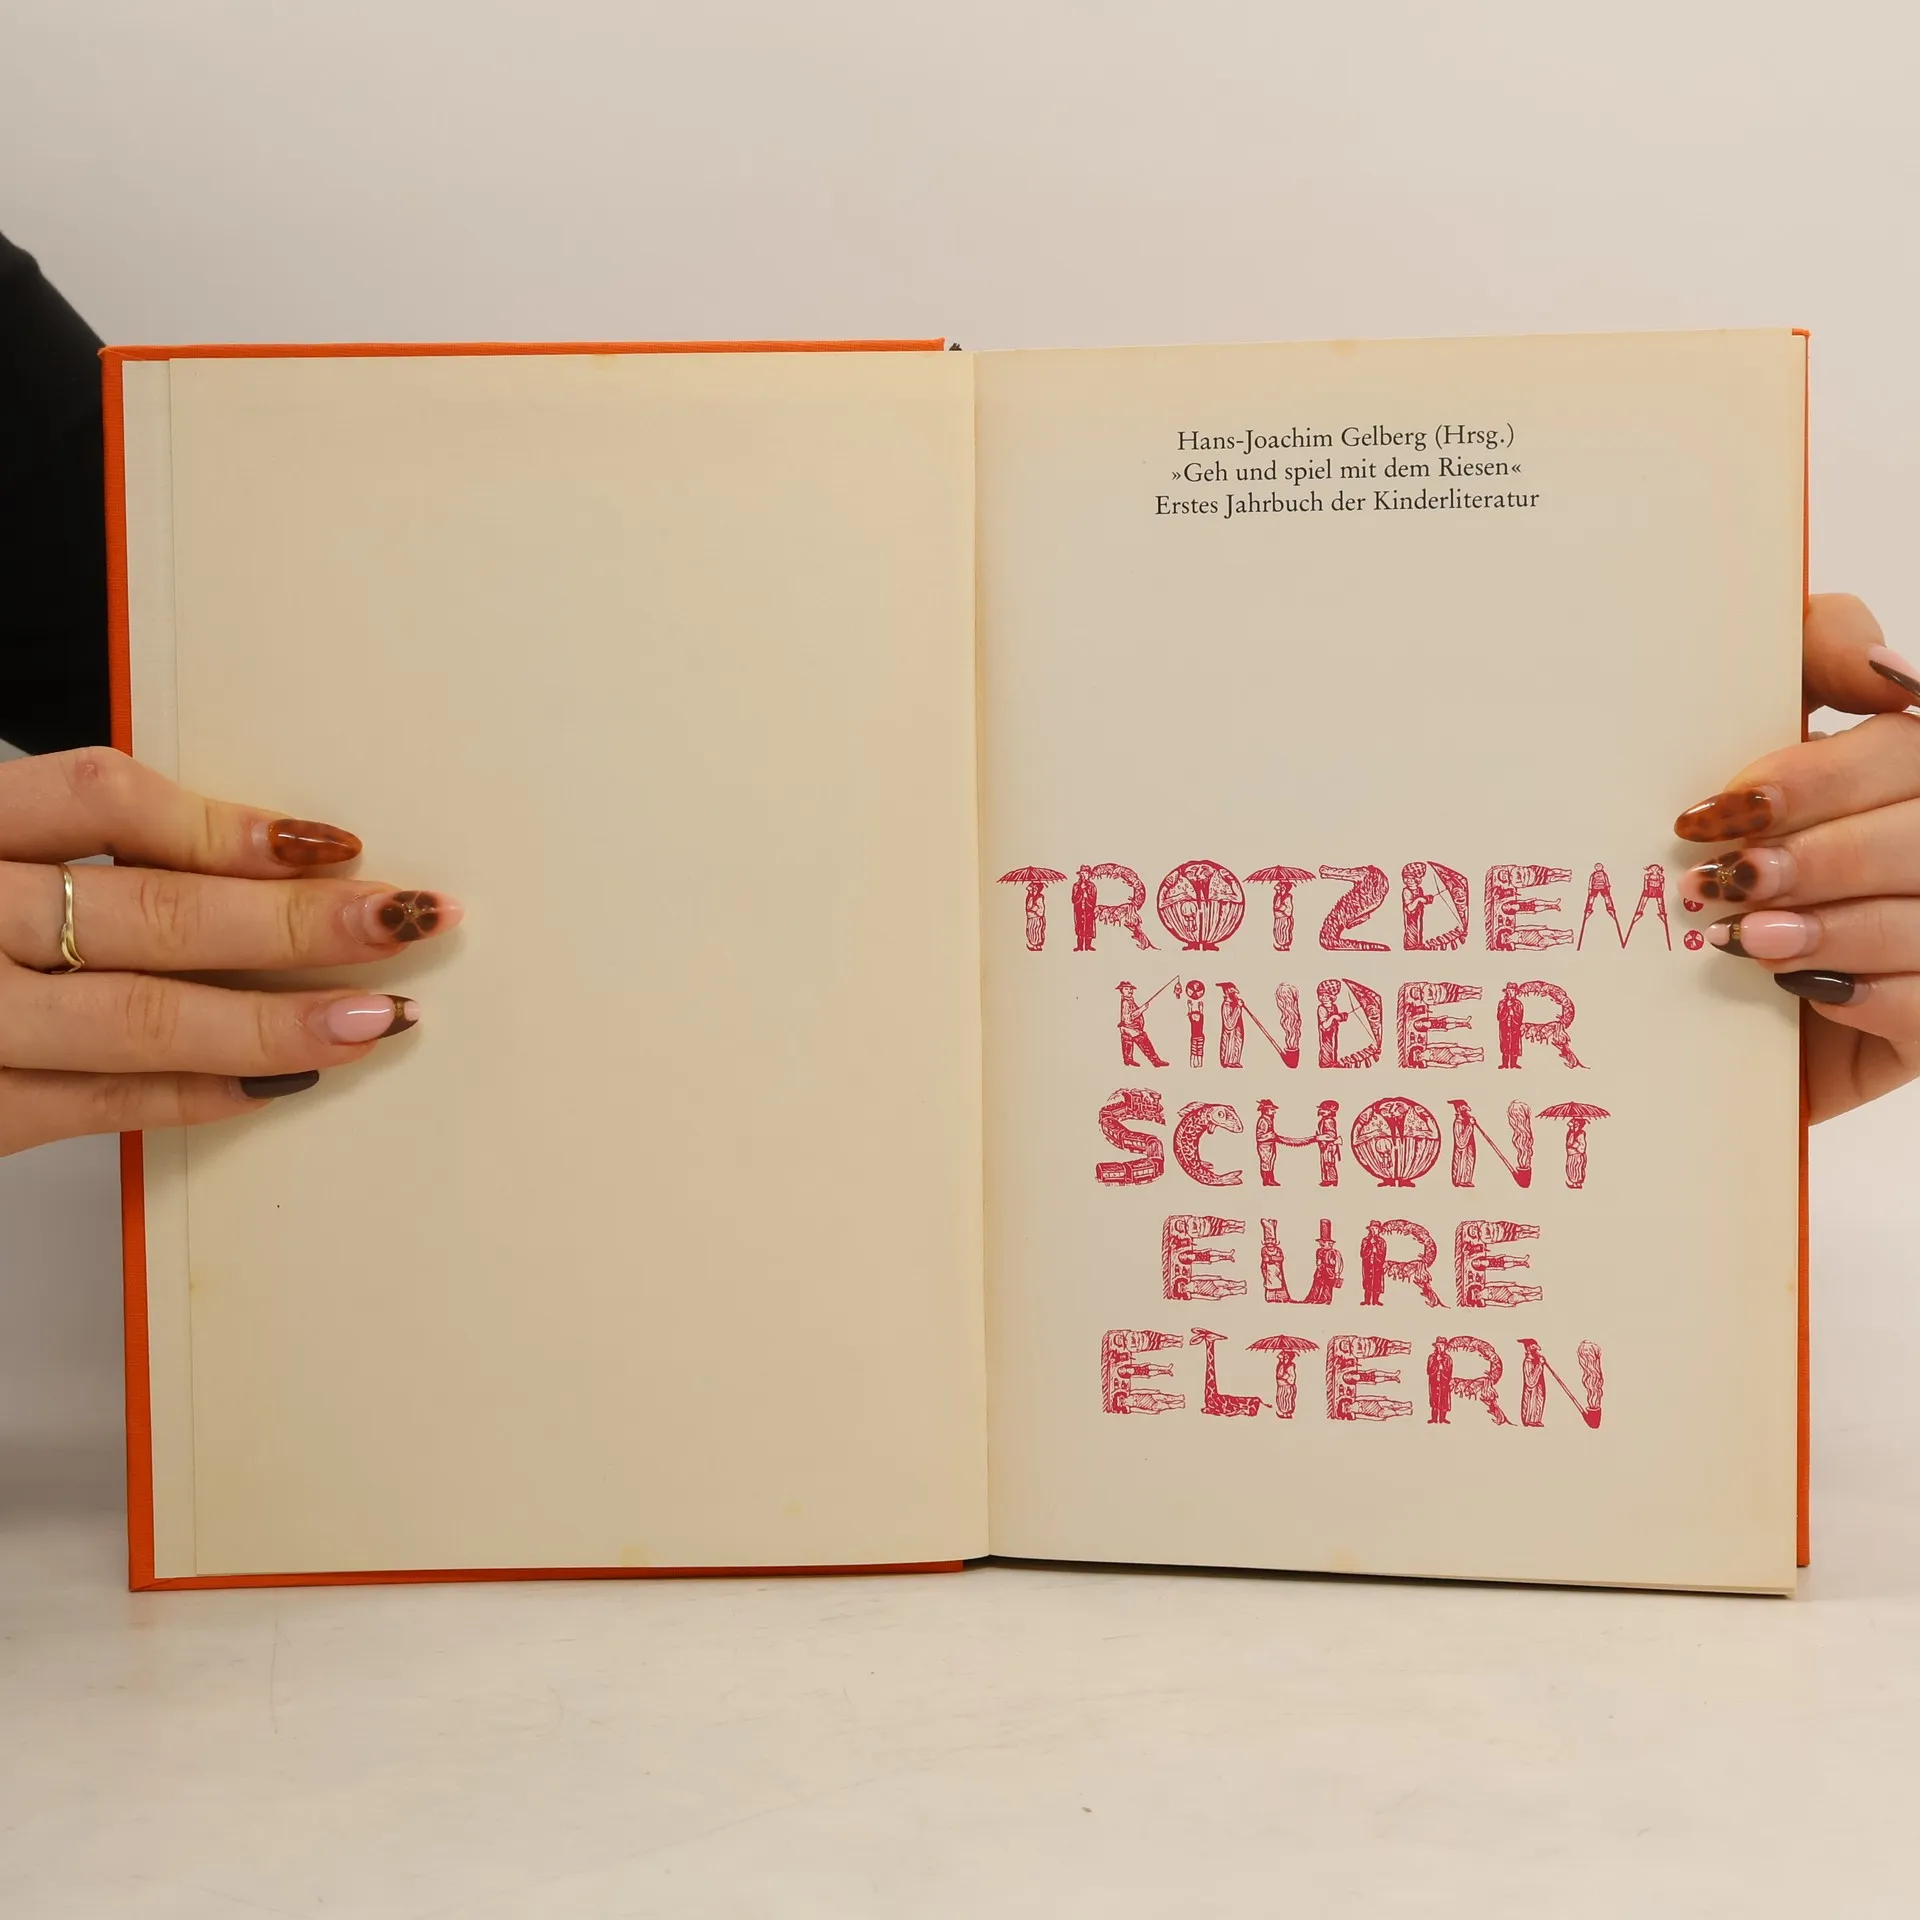 Hans-Joachim Gelberg (Hrsg.)
»Geh und spiel mit dem Riesen«
Erstes Jahrbuch der Kinderliteratur
TROTZDEM:
KiNDER
SCHONT
EURE
ELTERN